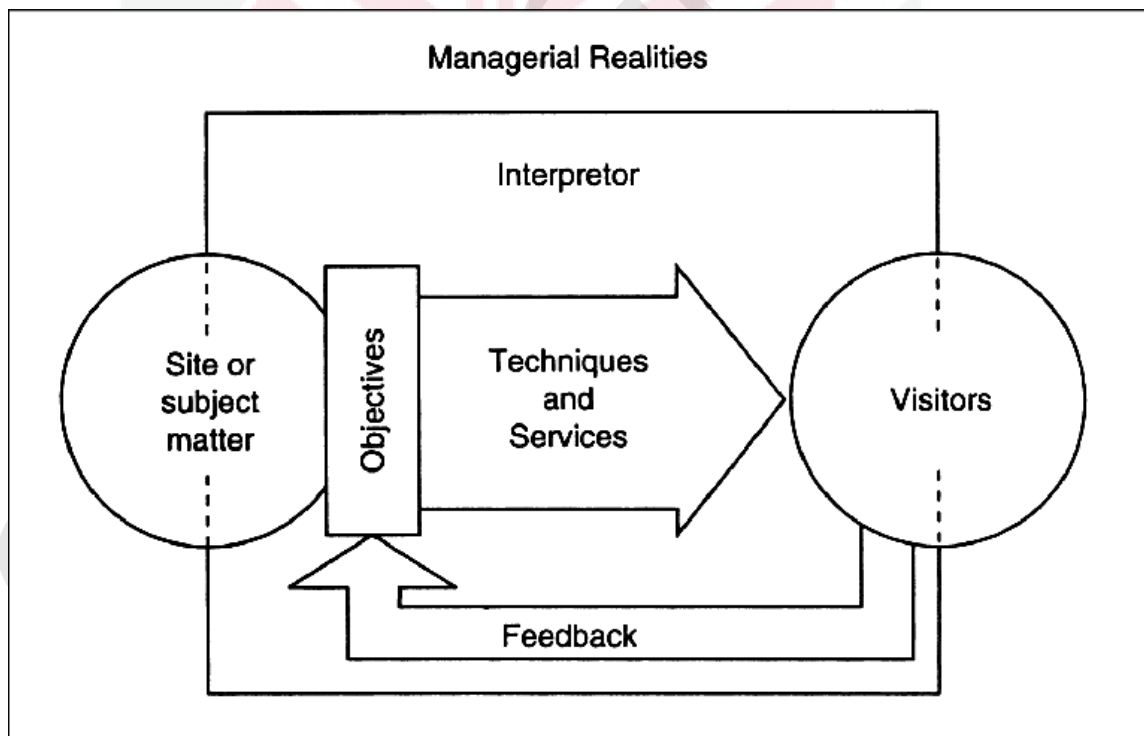 Managerial Realities
Interpretor
Site or
subject
matter
Objectives
Techniques
and
Services
Visitors
Feedback